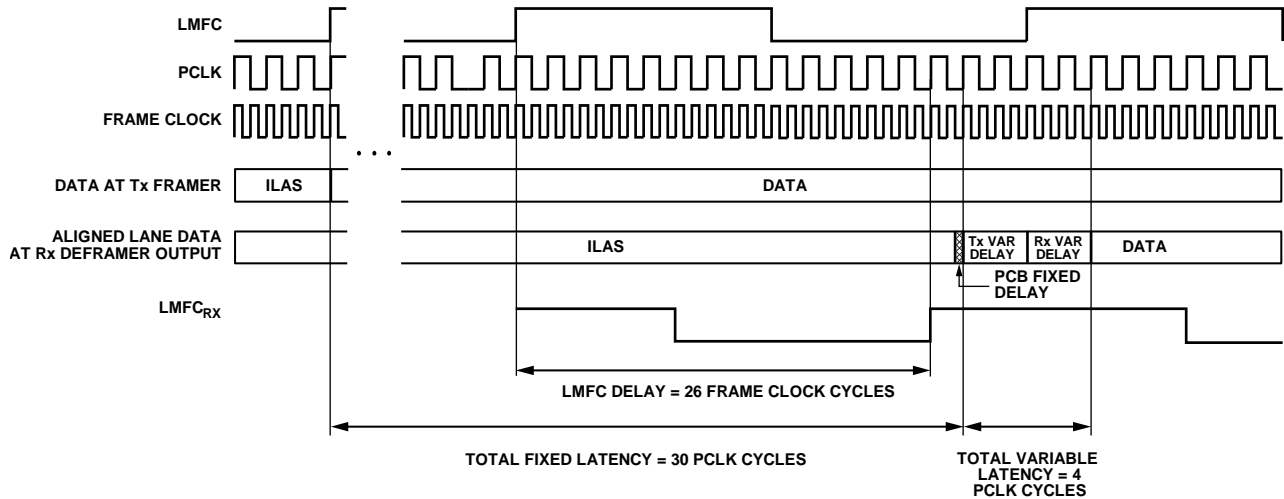 LMFC
PCLK
FRAME CLOCK
DATA AT Tx FRAMER
ILAS
DATA
ALIGNED LANE DATA
AT Rx DEFRAMER OUTPUT
ILAS
Tx VAR
DELAY
Rx VAR
DELAY
DATA
PCB FIXED
DELAY
LMFCRX
LMFC DELAY = 26 FRAME CLOCK CYCLES
TOTAL FIXED LATENCY = 30 PCLK CYCLES
TOTAL VARIABLE
LATENCY = 4
PCLK CYCLES